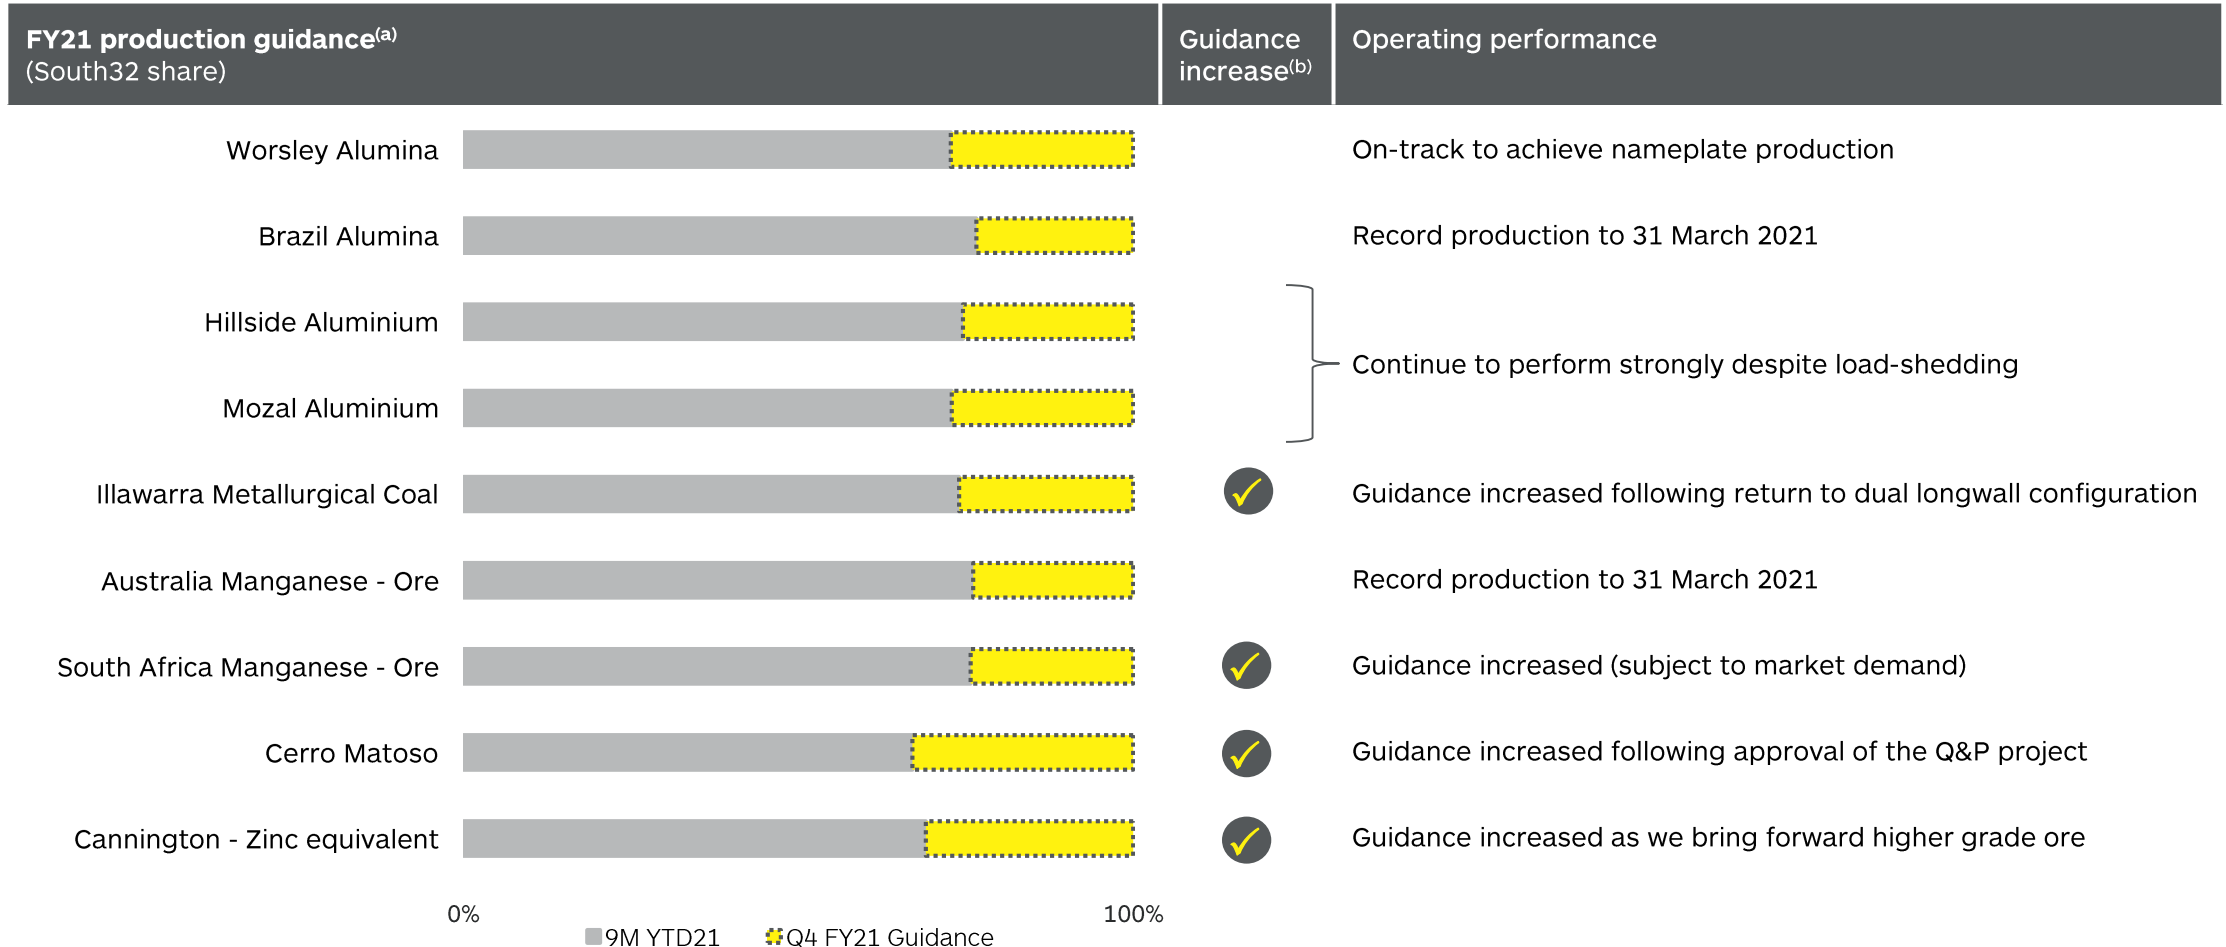 FY21 production guidance(a)
(South32 share)
Guidance
increase(b)
Operating performance
Worsley Alumina
On-track to achieve nameplate production
Brazil Alumina
Record production to 31 March 2021
Hillside Aluminium
Continue to perform strongly despite load-shedding
Mozal Aluminium
Illawarra Metallurgical Coal
Guidance increased following return to dual longwall configuration
Australia Manganese - Ore
Record production to 31 March 2021
South Africa Manganese - Ore
Guidance increased (subject to market demand)
Cerro Matoso
Guidance increased following approval of the Q&P project
Cannington - Zinc equivalent
Guidance increased as we bring forward higher grade ore
0%
100%
9M YTD21
Q4 FY21 Guidance